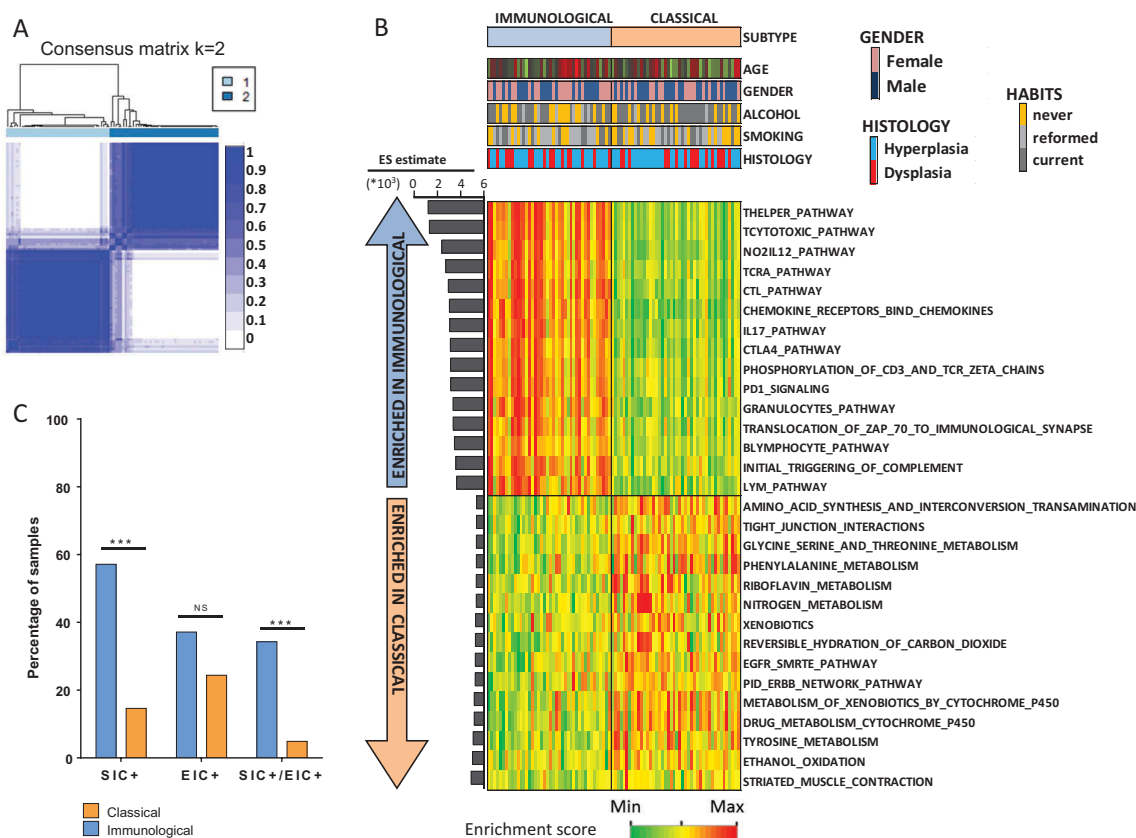 A
Consensus matrix k=2
1
2
1
0.9
0.8
0.7
0.6
0.5
0.4
0.3
0.2
0.1
0
B
IMMUNOLOGICAL CLASSICAL
SUBTYPE
AGE
GENDER
ALCOHOL
SMOKING
HISTOLOGY
GENDER
Female
Male
HISTOLOGY
Hyperplasia
Dysplasia
HABITS
never
reformed
current
ES estimate
(*10³) 0 2 4 6
ENRICHED IN IMMUNOLOGICAL
ENRICHED IN CLASSICAL
THELPER_PATHWAY
TCYTOTOXIC_PATHWAY
NO2IL12_PATHWAY
TCRA_PATHWAY
CTL_PATHWAY
CHEMOKINE_RECEPTORS_BIND_CHEMOKINES
IL17_PATHWAY
CTLA4_PATHWAY
PHOSPHORYLATION_OF_CD3_AND_TCR_ZETA_CHAINS
PD1_SIGNALING
GRANULOCYTES_PATHWAY
TRANSLOCATION_OF_ZAP_70_TO_IMMUNOLOGICAL_SYNAPSE
BLYMPHOCYTE_PATHWAY
INITIAL_TRIGGERING_OF_COMPLEMENT
LYM_PATHWAY
AMINO_ACID_SYNTHESIS_AND_INTERCONVERSION_TRANSAMINATION
TIGHT_JUNCTION_INTERACTIONS
GLYCINE_SERINE_AND_THREONINE_METABOLISM
PHENYLALANINE_METABOLISM
RIBOFLAVIN_METABOLISM
NITROGEN_METABOLISM
XENOBIOTICS
REVERSIBLE_HYDRATION_OF_CARBON_DIOXIDE
EGFR_SMRTE_PATHWAY
PID_ERBB_NETWORK_PATHWAY
METABOLISM_OF_XENOBIOTICS_BY_CYTOCHROME_P450
DRUG_METABOLISM_CYTOCHROME_P450
TYROSINE_METABOLISM
ETHANOL_OXIDATION
STRIATED_MUSCLE_CONTRACTION
Min Max
Enrichment score
C
Percentage of samples
100
80
60
40
20
0
***
NS
***
SIC+ EIC+ SIC+/EIC+
Classical
Immunological